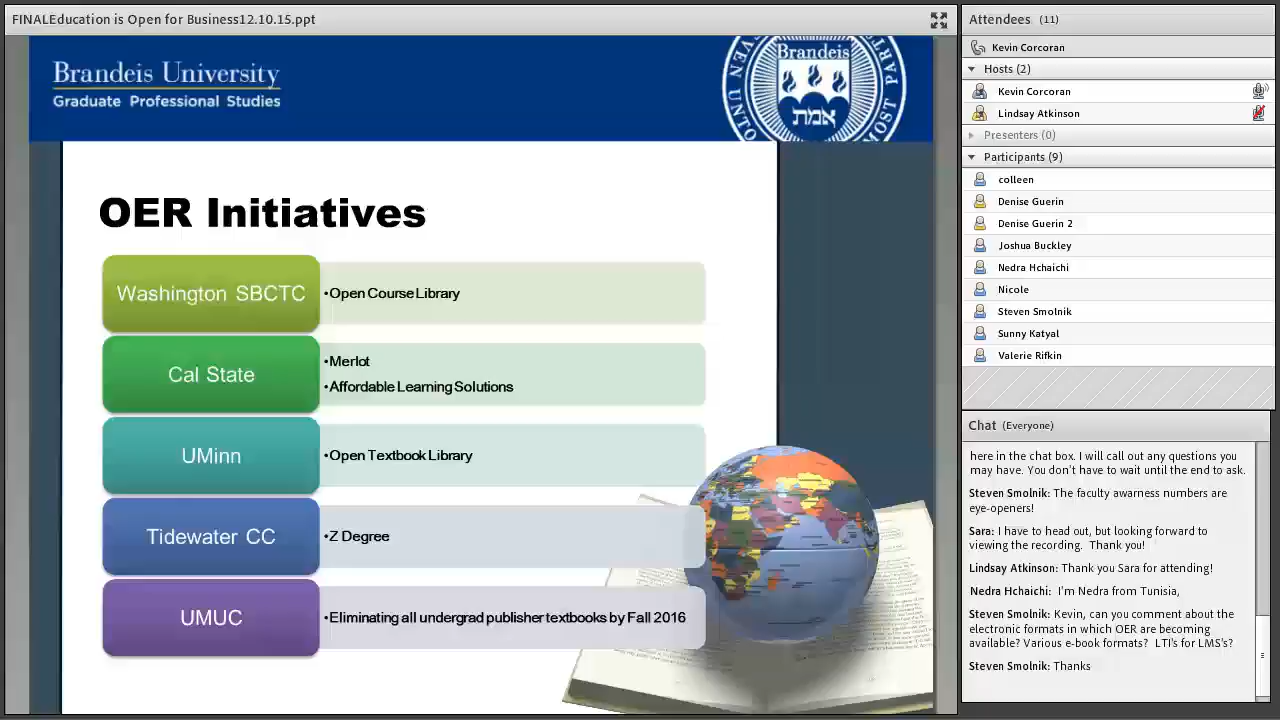 FINALEducation is Open for Business12.10.15.ppt
Brandeis University
Graduate Professional Studies
Brandeis
אמת
EVEN UNTO
MOST PART
OER Initiatives
Washington SBCTC
•Open Course Library
Cal State
•Merlot
•Affordable Learning Solutions
UMinn
•Open Textbook Library
Tidewater CC
•Z Degree
UMUC
•Eliminating all undergrad publisher textbooks by Fall 2016
Attendees (11)
Kevin Corcoran
Hosts (2)
Kevin Corcoran
Lindsay Atkinson
Presenters (0)
Participants (9)
colleen
Denise Guerin
Denise Guerin 2
Joshua Buckley
Nedra Hchaichi
Nicole
Steven Smolnik
Sunny Katyal
Valerie Rifkin
Chat (Everyone)
here in the chat box. I will call out any questions you
may have. You don't have to wait until the end to ask.
Steven Smolnik: The faculty awarness numbers are
eye-openers!
Sara: I have to head out, but looking forward to
viewing the recording. Thank you!
Lindsay Atkinson: Thank you Sara for attending!
Nedra Hchaichi: I'm Nedra from Tunisia,
Steven Smolnik: Kevin, can you comment about the
electronic formats in which OER is becoming
available? Various e-book formats? LTI's for LMS's?
Steven Smolnik: Thanks